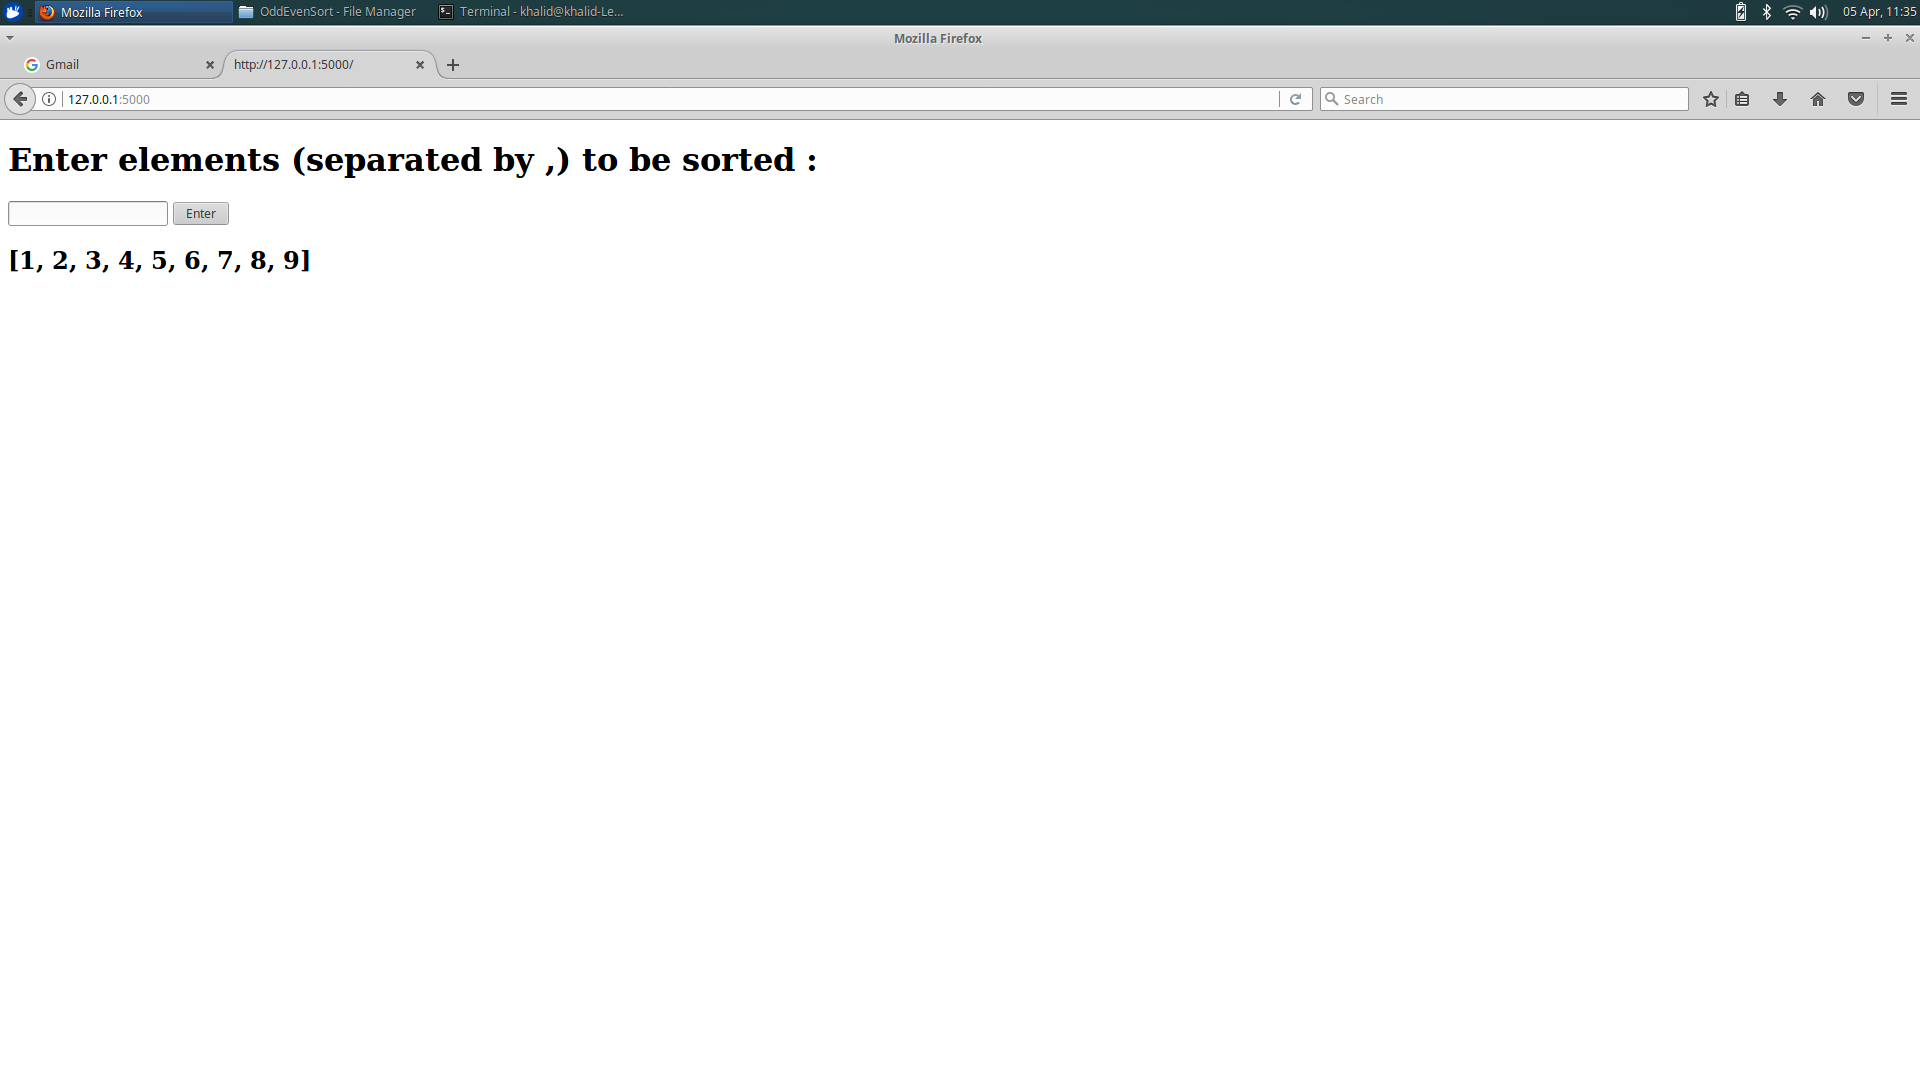 Mozilla Firefox OddEvenSort - File Manager Terminal - khalid@khalid-Le... 05 Apr, 11:35
Mozilla Firefox
Gmail http://127.0.0.1:5000/
127.0.0.1:5000 Search
Enter elements (separated by ,) to be sorted :
Enter
[1, 2, 3, 4, 5, 6, 7, 8, 9]